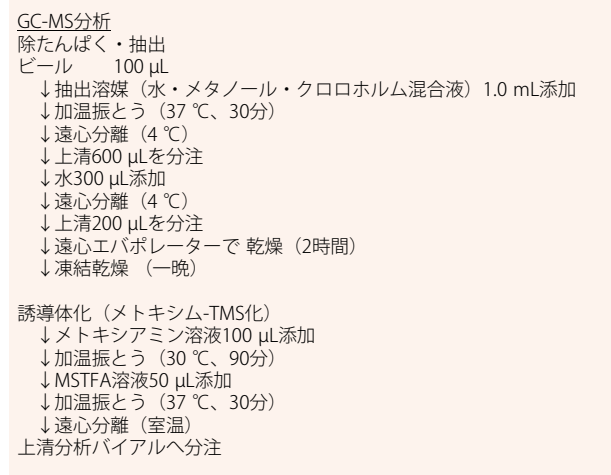 GC-MS分析
除たんぱく・抽出
ビール　　100 µL
↓抽出溶媒（水・メタノール・クロロホルム混合液）1.0 mL添加
↓加温振とう（37 ℃、30分）
↓遠心分離（4 ℃）
↓上清600 µLを分注
↓水300 µL添加
↓遠心分離（4 ℃）
↓上清200 µLを分注
↓遠心エバポレーターで 乾燥（2時間）
↓凍結乾燥 （一晩）
誘導体化（メトキシム-TMS化）
↓メトキシアミン溶液100 µL添加
↓加温振とう（30 ℃、90分）
↓MSTFA溶液50 µL添加
↓加温振とう（37 ℃、30分）
↓遠心分離（室温）
上清分析バイアルへ分注